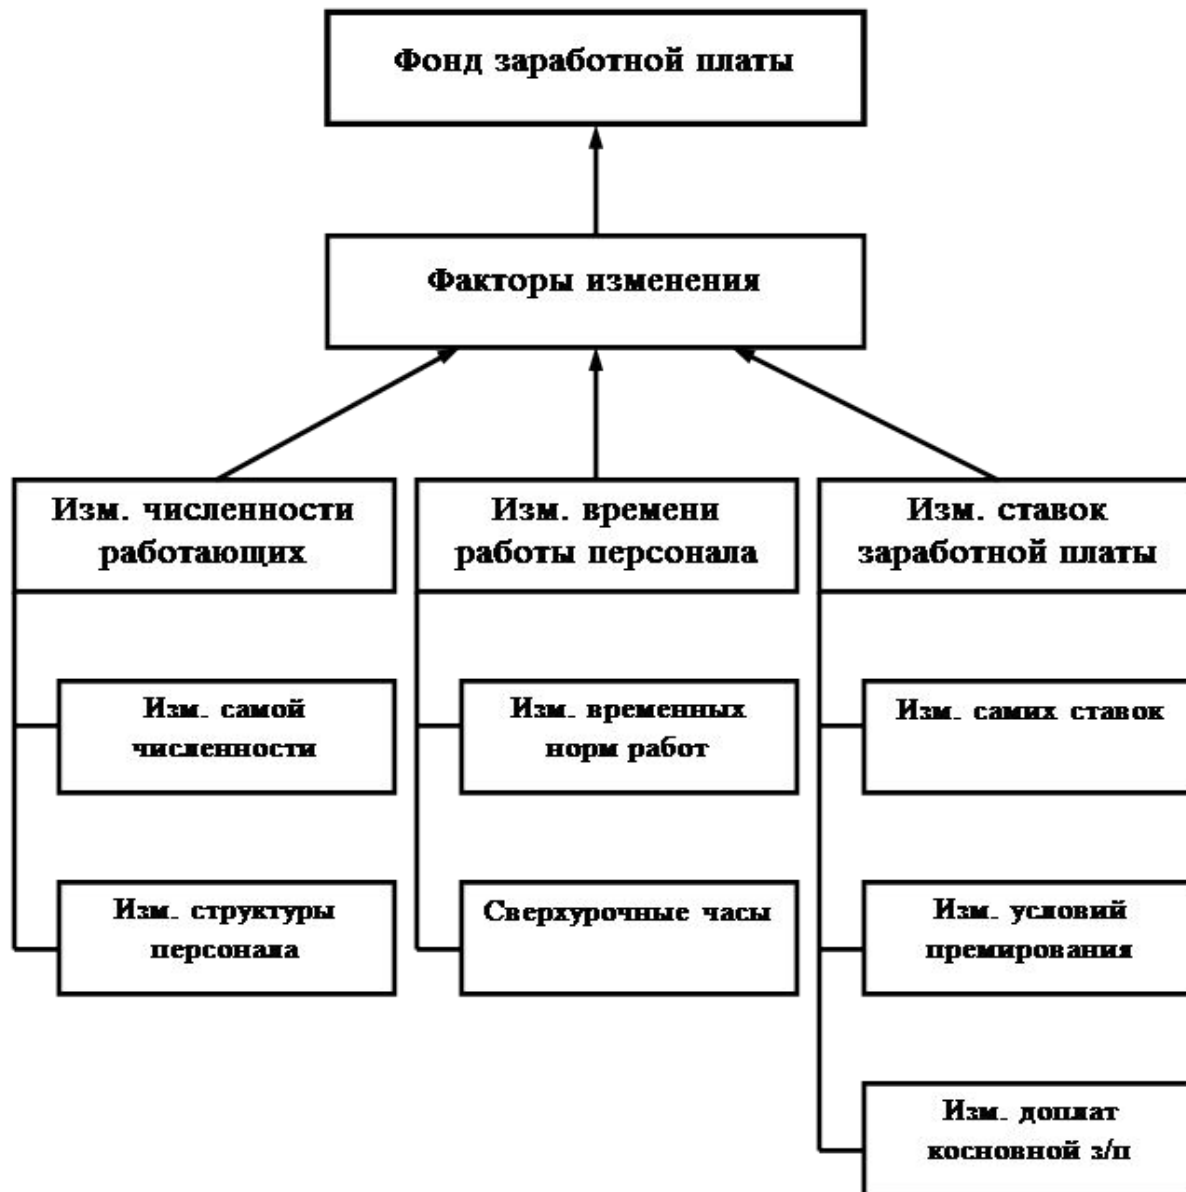 Фонд заработной платы
Факторы изменения
Изм. численности
работающих
Изм. времени
работы персонала
Изм. ставок
заработной платы
Изм. самой
численности
Изм. временных
норм работ
Изм. самих ставок
Изм. структуры
персонала
Сверхурочные часы
Изм. условий
премирования
Изм. доплат
косновной з/п